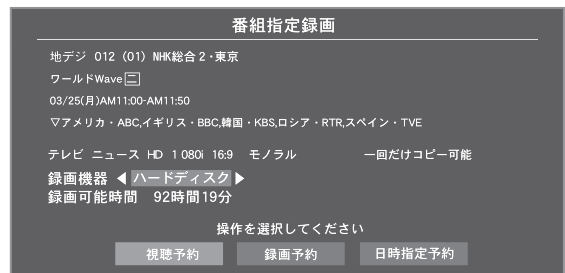 番組指定録画
地デジ 012 (01) NHK総合2・東京
ワールドWave 二
03/25(月)AM11:00-AM11:50
▽アメリカ・ABC,イギリス・BBC,韓国・KBS,ロシア・RTR,スペイン・TVE
テレビ ニュース HD 1080i 16:9 モノラル 一回だけコピー可能
録画機器 ◀ ハードディスク ▶
録画可能時間 92時間19分
操作を選択してください
視聴予約 録画予約 日時指定予約